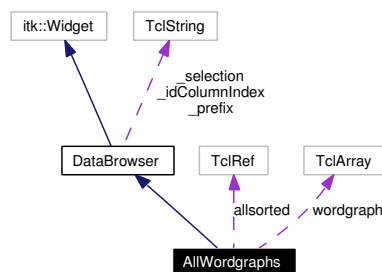 itk::Widget
TclString
_selection
_idColumnIndex
_prefix
DataBrowser
TclRef
TclArray
allsorted
wordgraph
AllWordgraphs